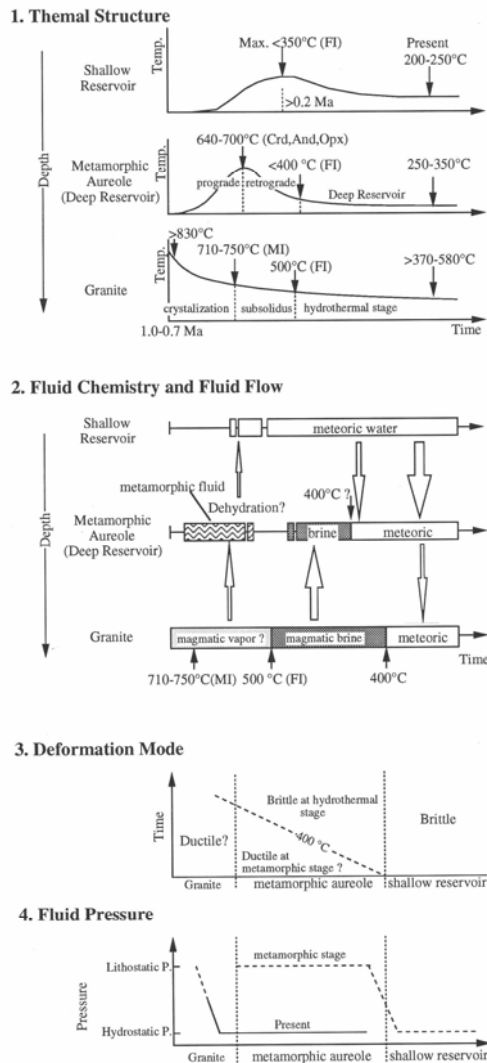 1. Themal Structure
Max. <350°C (FI)
Present
200-250°C
Shallow
Reservoir
Temp.
>0.2 Ma
640-700°C (Crd,And,Opx)
<400 °C (FI)
250-350°C
Depth
Metamorphic
Aureole
(Deep Reservoir)
Temp.
prograde
retrograde
Deep Reservoir
>830°C
710-750°C (MI)
500°C (FI)
>370-580°C
Granite
Temp.
crystalization
subsolidus
hydrothermal stage
1.0-0.7 Ma
Time
2. Fluid Chemistry and Fluid Flow
Shallow
Reservoir
meteoric water
metamorphic fluid
Dehydration?
400°C ?
Depth
Metamorphic
Aureole
(Deep Reservoir)
brine
meteoric
Granite
magmatic vapor ?
magmatic brine
meteoric
Time
710-750°C(MI)
500 °C (FI)
400°C
3. Deformation Mode
Time
Brittle at hydrothermal
stage
Brittle
Ductile?
400 °C
Ductile at
metamorphic stage ?
Granite
metamorphic aureole
shallow reservoir
4. Fluid Pressure
Pressure
Lithostatic P.
metamorphic stage
Hydrostatic P.
Present
Granite
metamorphic aureole
shallow reservoir